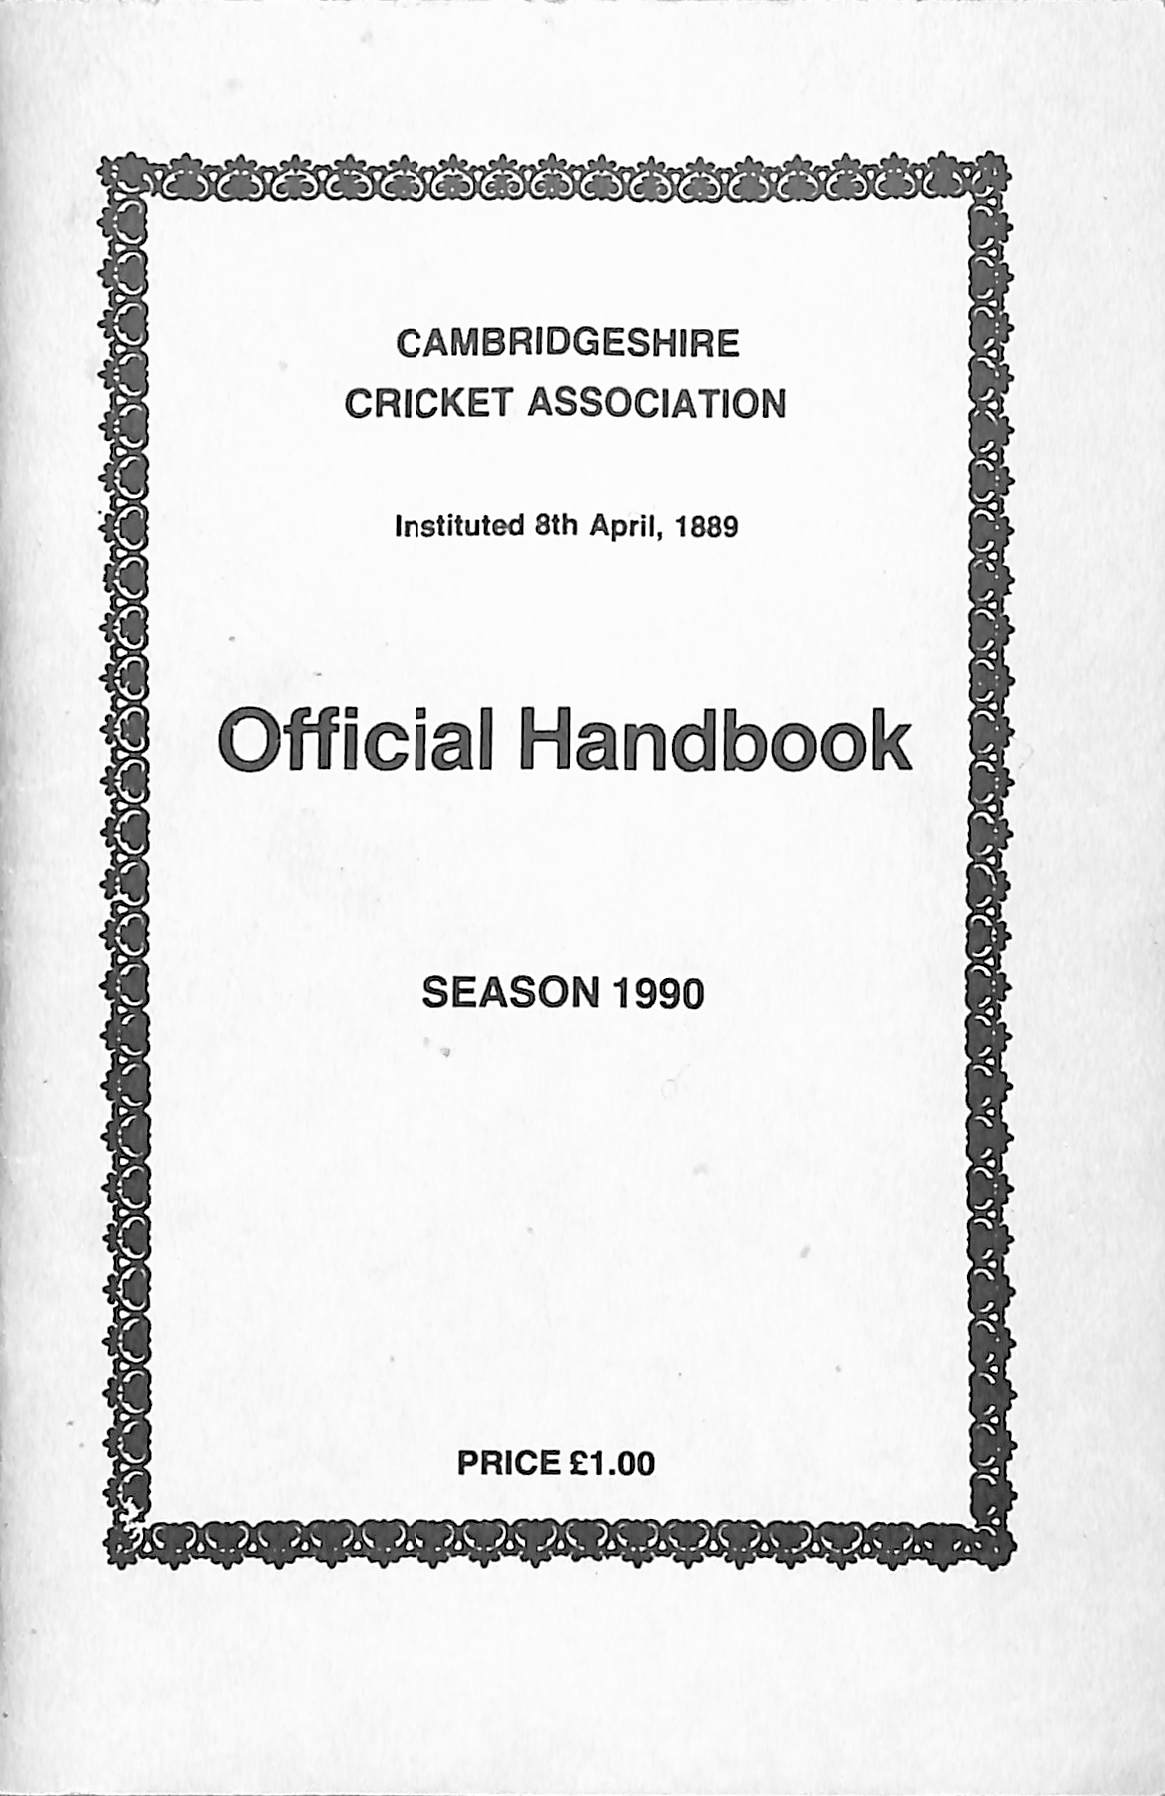 CAMBRIDGESHIRE
CRICKET ASSOCIATION
Instituted 8th April, 1889
Official Handbook
SEASON 1990
PRICE £1.00